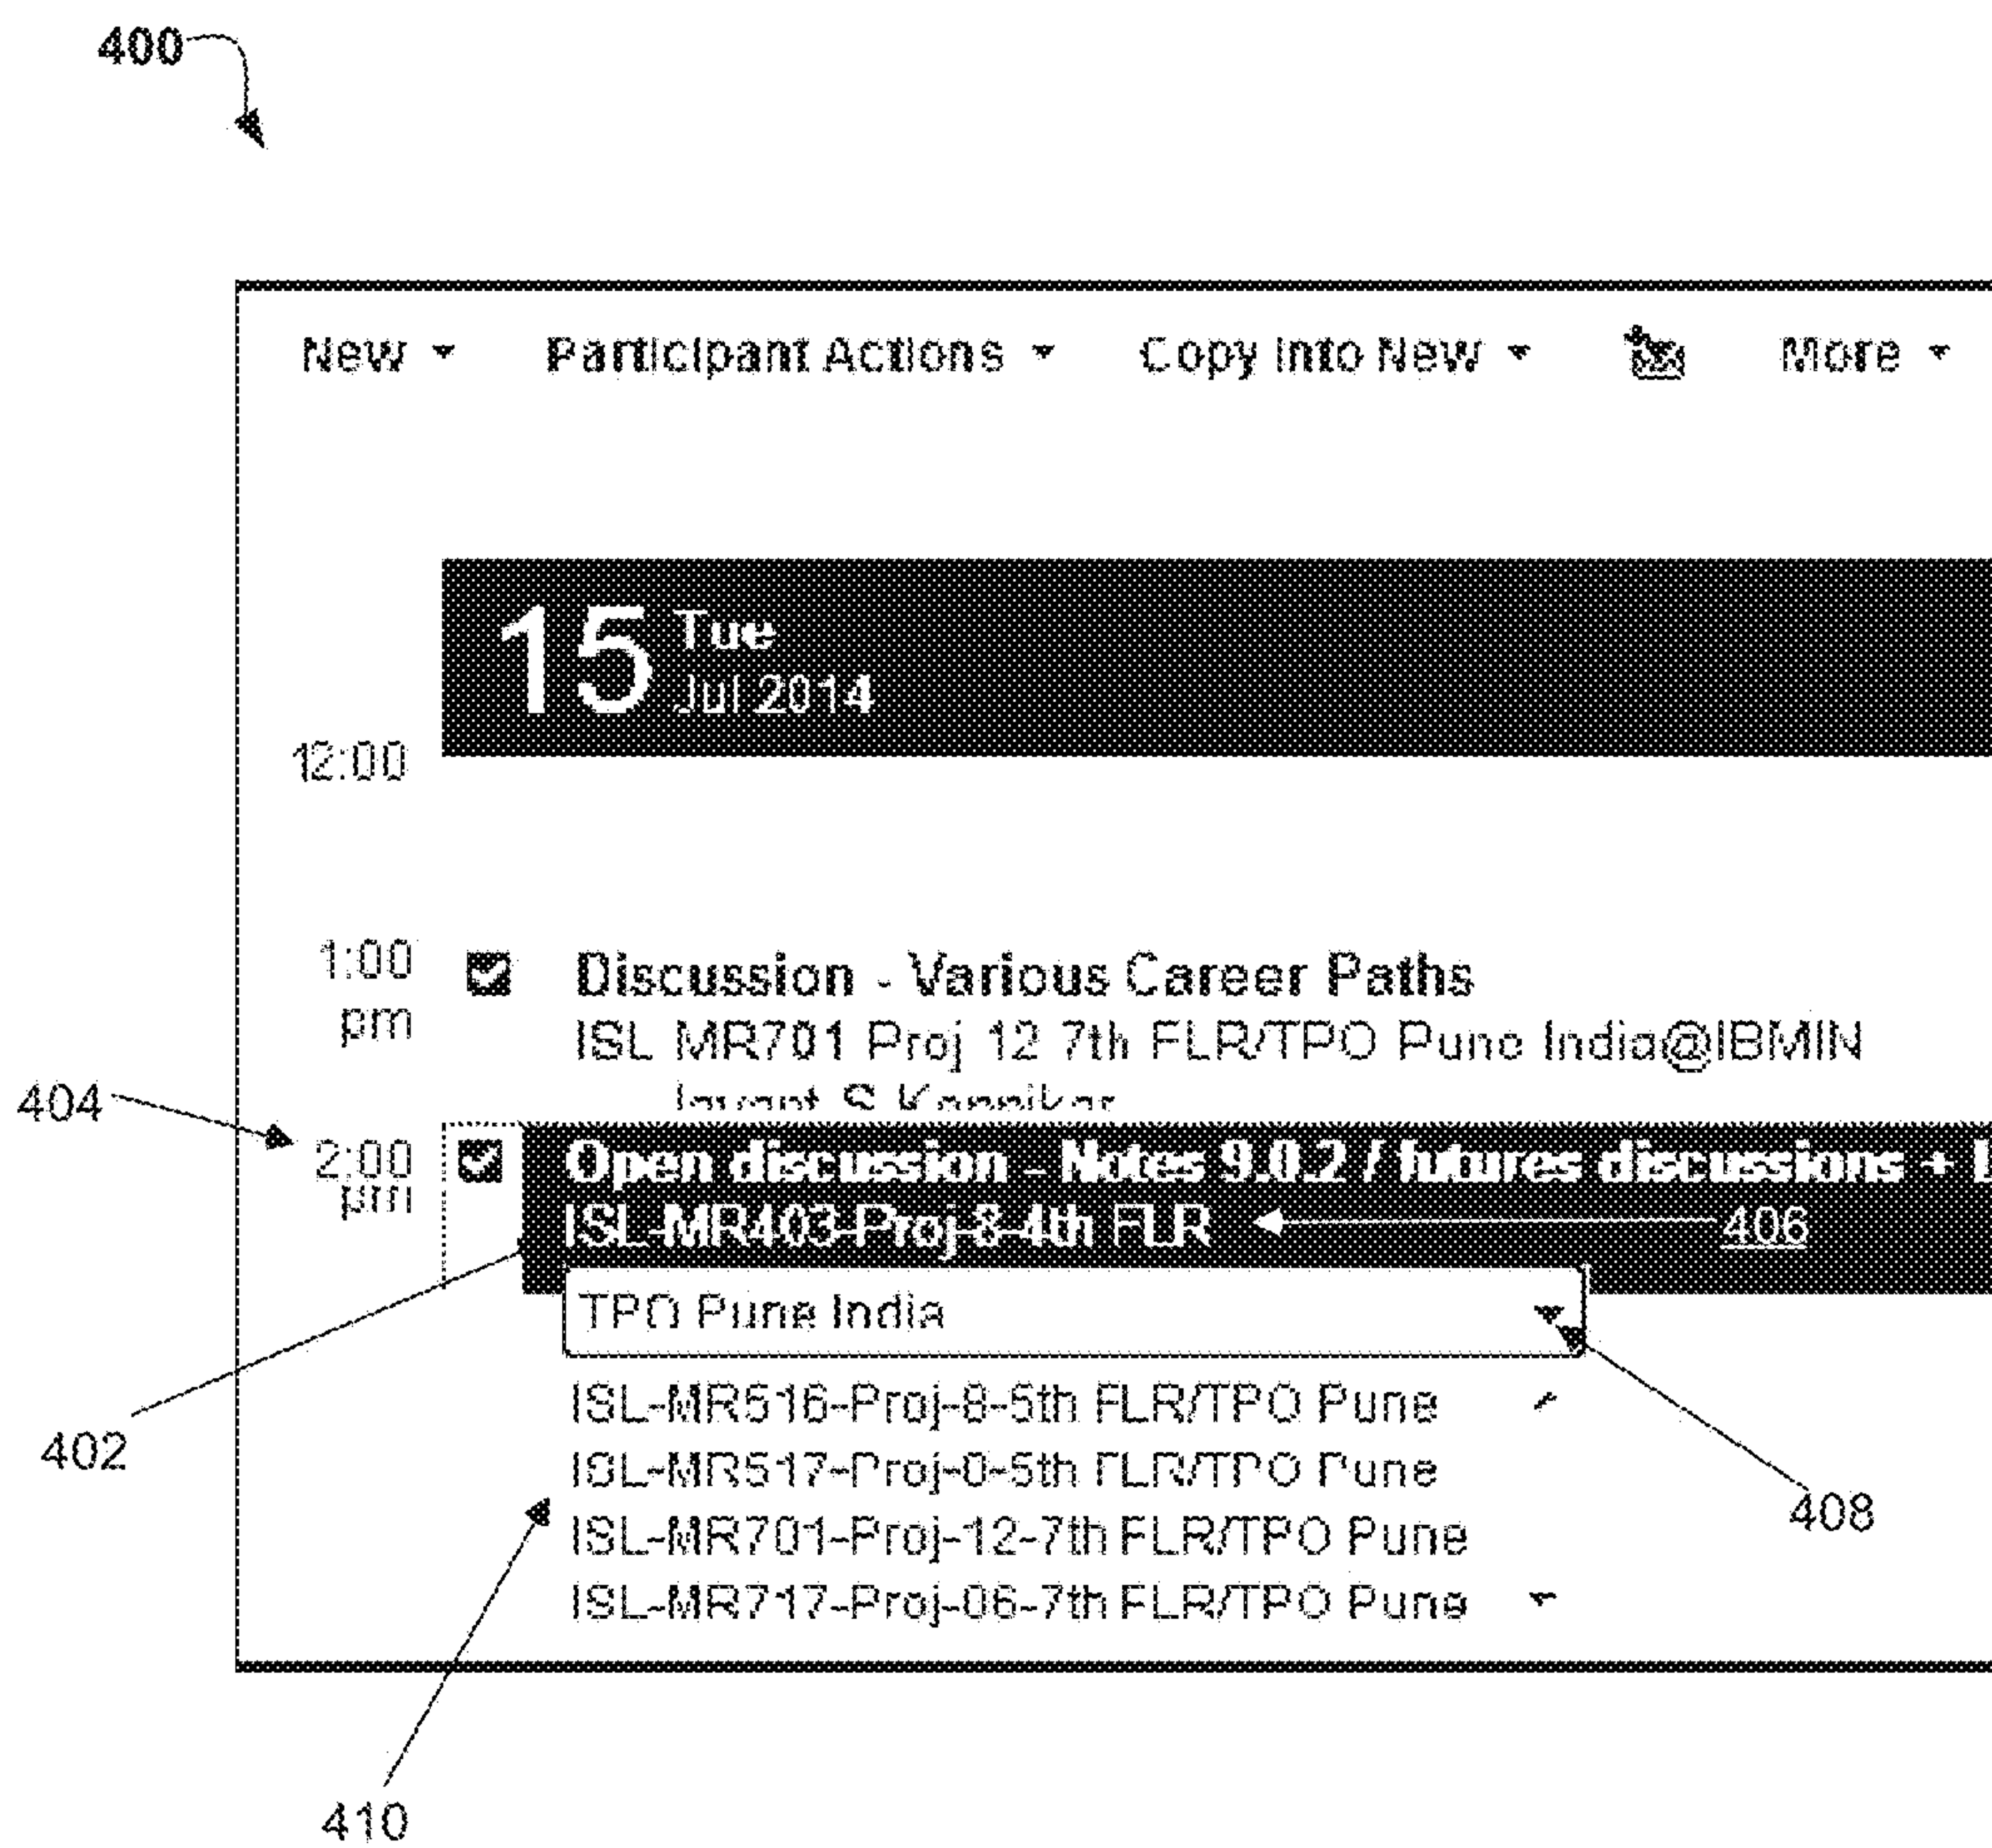 400
New Participant Actions Copy Into New More
15 Tue
Jul 2014
12:00
1:00 pm Discussion - Various Career Paths
ISL MR701 Proj 12 7th FLR/TPO Pune India@IBMIN
404
2:00 pm Open discussion - Notes 9.0.2 / futures discussions +
ISL-MR403-Proj-8-4th FLR 406
TPO Pune India
402
ISL-MR516-Proj-8-5th FLR/TPO Pune
ISL-MR517-Proj-0-5th FLR/TPO Pune
408
ISL-MR701-Proj-12-7th FLR/TPO Pune
ISL-MR717-Proj-06-7th FLR/TPO Pune
410